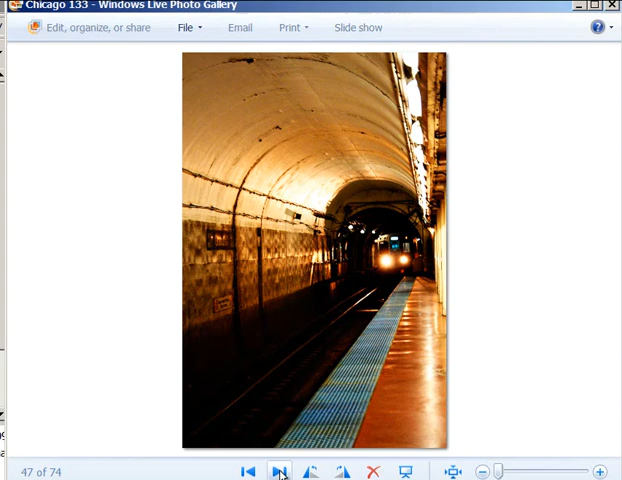 Chicago 133 - Windows Live Photo Gallery
Edit, organize, or share File Email Print Slide show
47 of 74